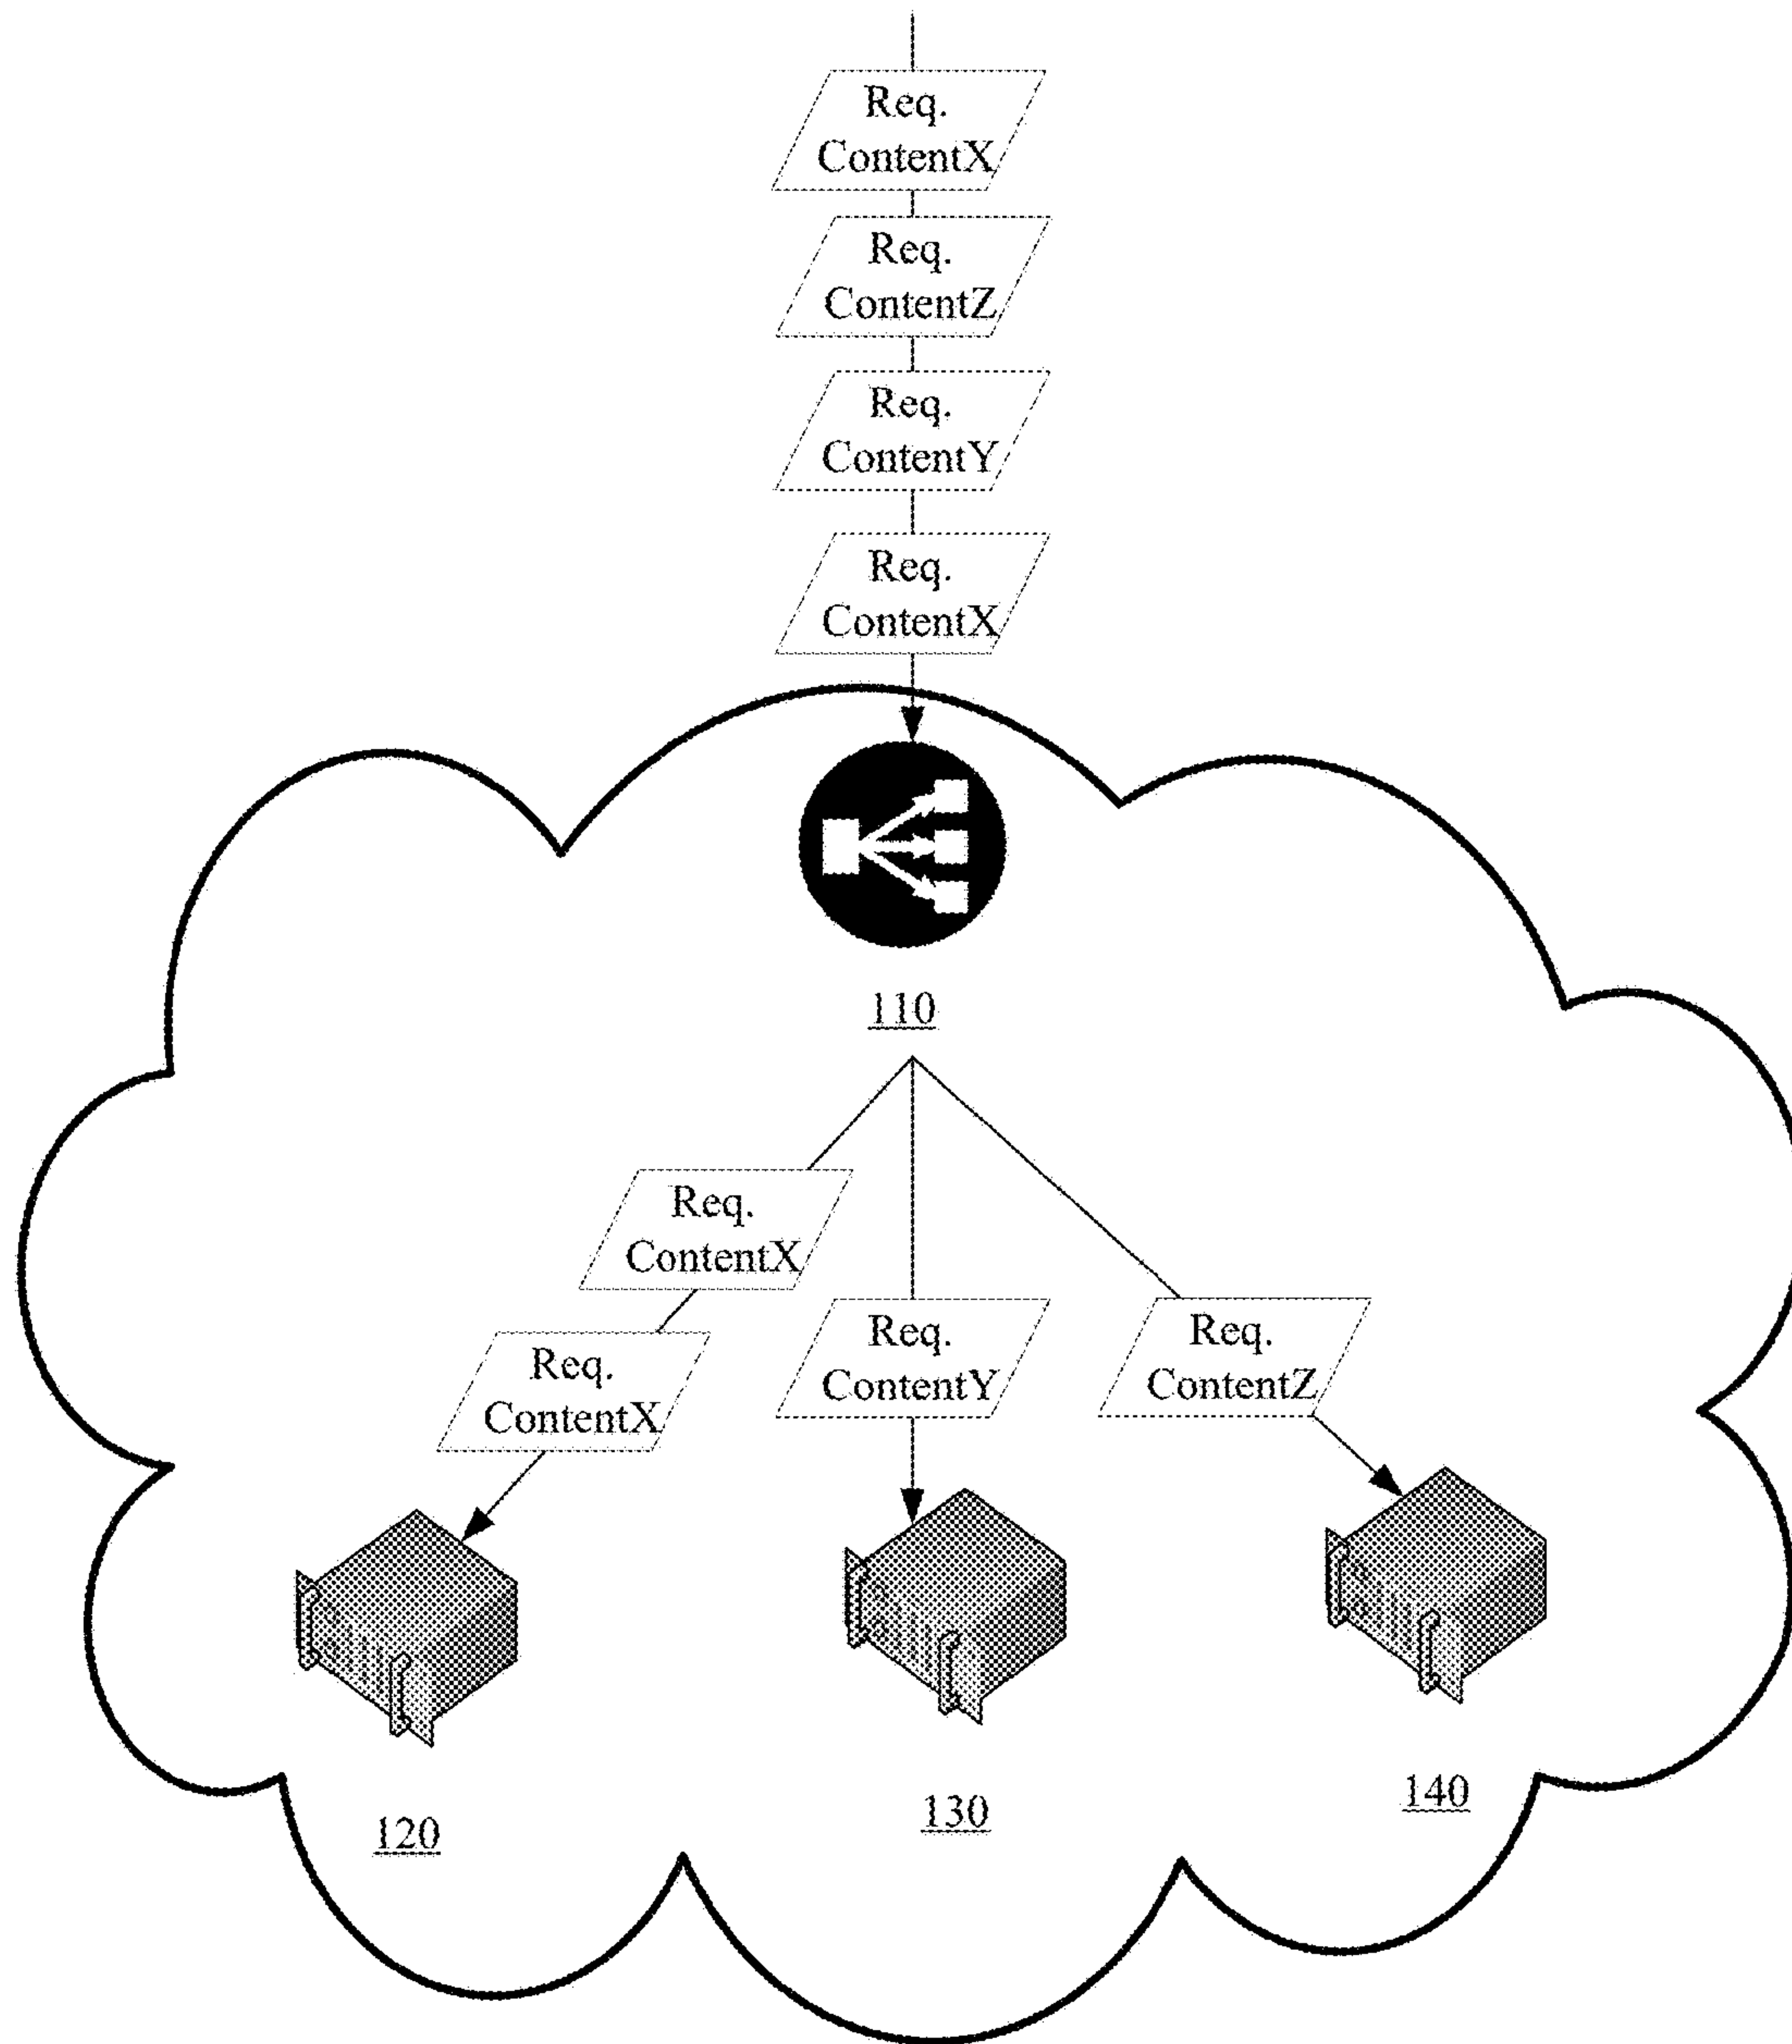 Req.
ContentX
Req.
ContentZ
Req.
ContentY
Req.
ContentX
110
Req.
ContentX
Req.
ContentX
Req.
ContentY
Req.
ContentZ
120
130
140